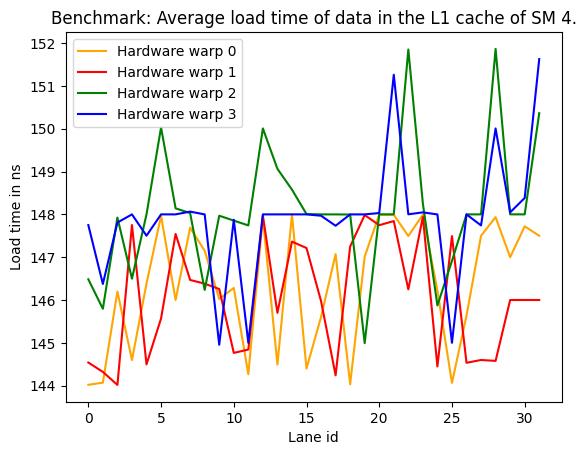 Benchmark: Average load time of data in the L1 cache of SM 4.
Hardware warp 0
Hardware warp 1
Hardware warp 2
Hardware warp 3
Load time in ns
152
151
150
149
148
147
146
145
144
0 5 10 15 20 25 30
Lane id